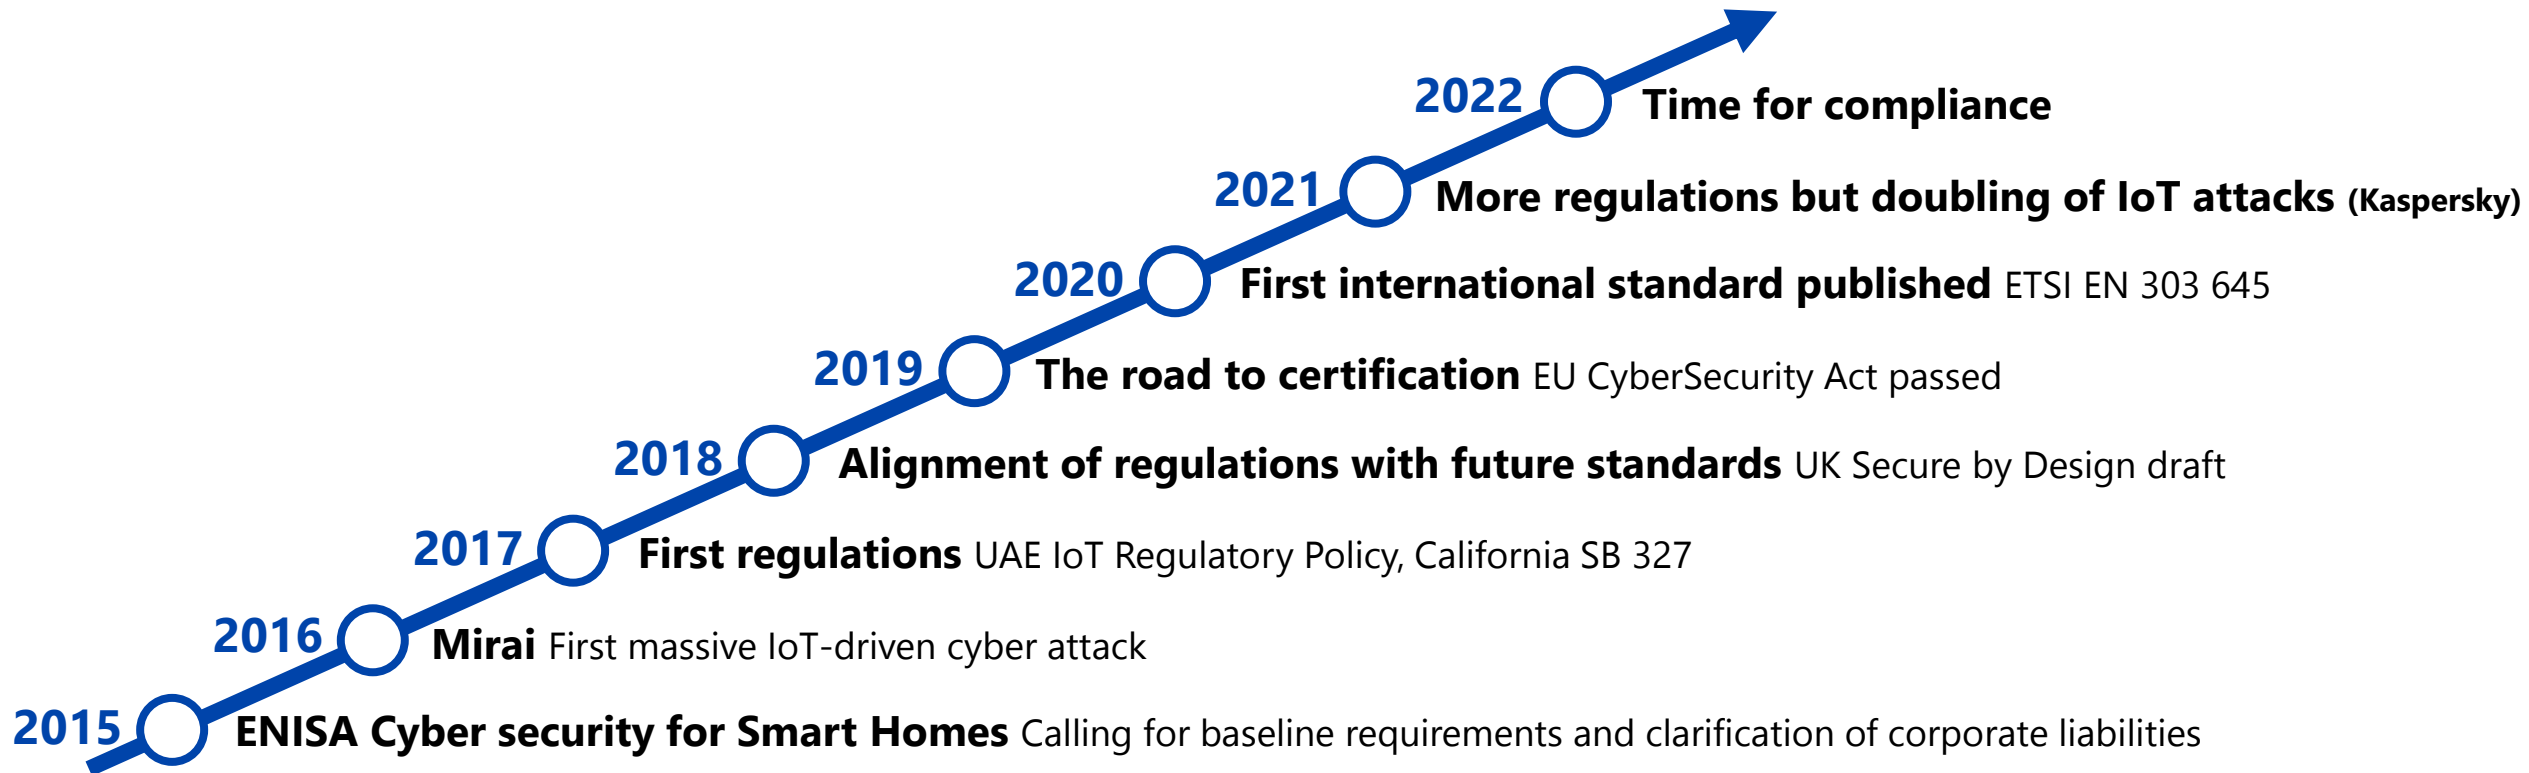 2022 Time for compliance
2021 More regulations but doubling of IoT attacks (Kaspersky)
2020 First international standard published ETSI EN 303 645
2019 The road to certification EU CyberSecurity Act passed
2018 Alignment of regulations with future standards UK Secure by Design draft
2017 First regulations UAE IoT Regulatory Policy, California SB 327
2016 Mirai First massive IoT-driven cyber attack
2015 ENISA Cyber security for Smart Homes Calling for baseline requirements and clarification of corporate liabilities